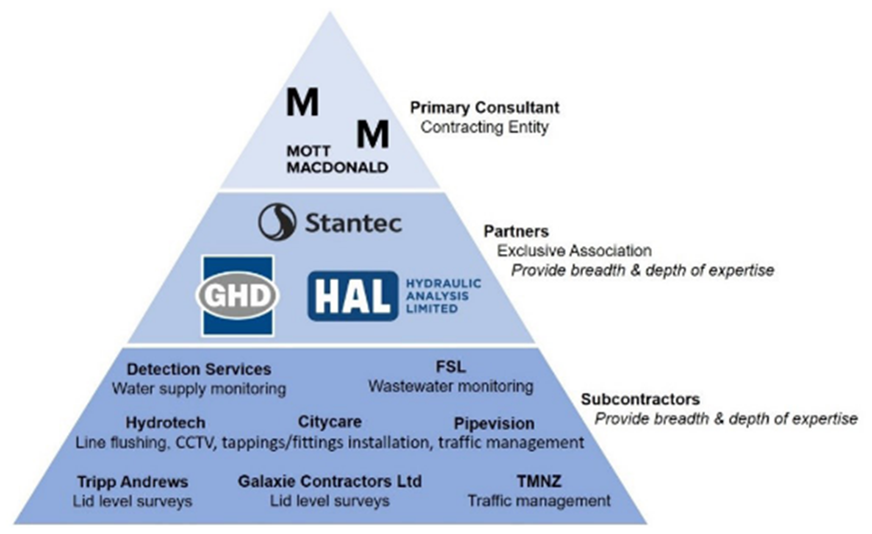 M
M
MOTT
MACDONALD
Primary Consultant
Contracting Entity
Stantec
GHD
HAL
HYDRAULIC
ANALYSIS
LIMITED
Partners
Exclusive Association
Provide breadth & depth of expertise
Detection Services
Water supply monitoring
FSL
Wastewater monitoring
Hydrotech Citycare Pipevision
Line flushing, CCTV, tappings/fittings installation, traffic management
Tripp Andrews
Lid level surveys
Galaxie Contractors Ltd
Lid level surveys
TMNZ
Traffic management
Subcontractors
Provide breadth & depth of expertise